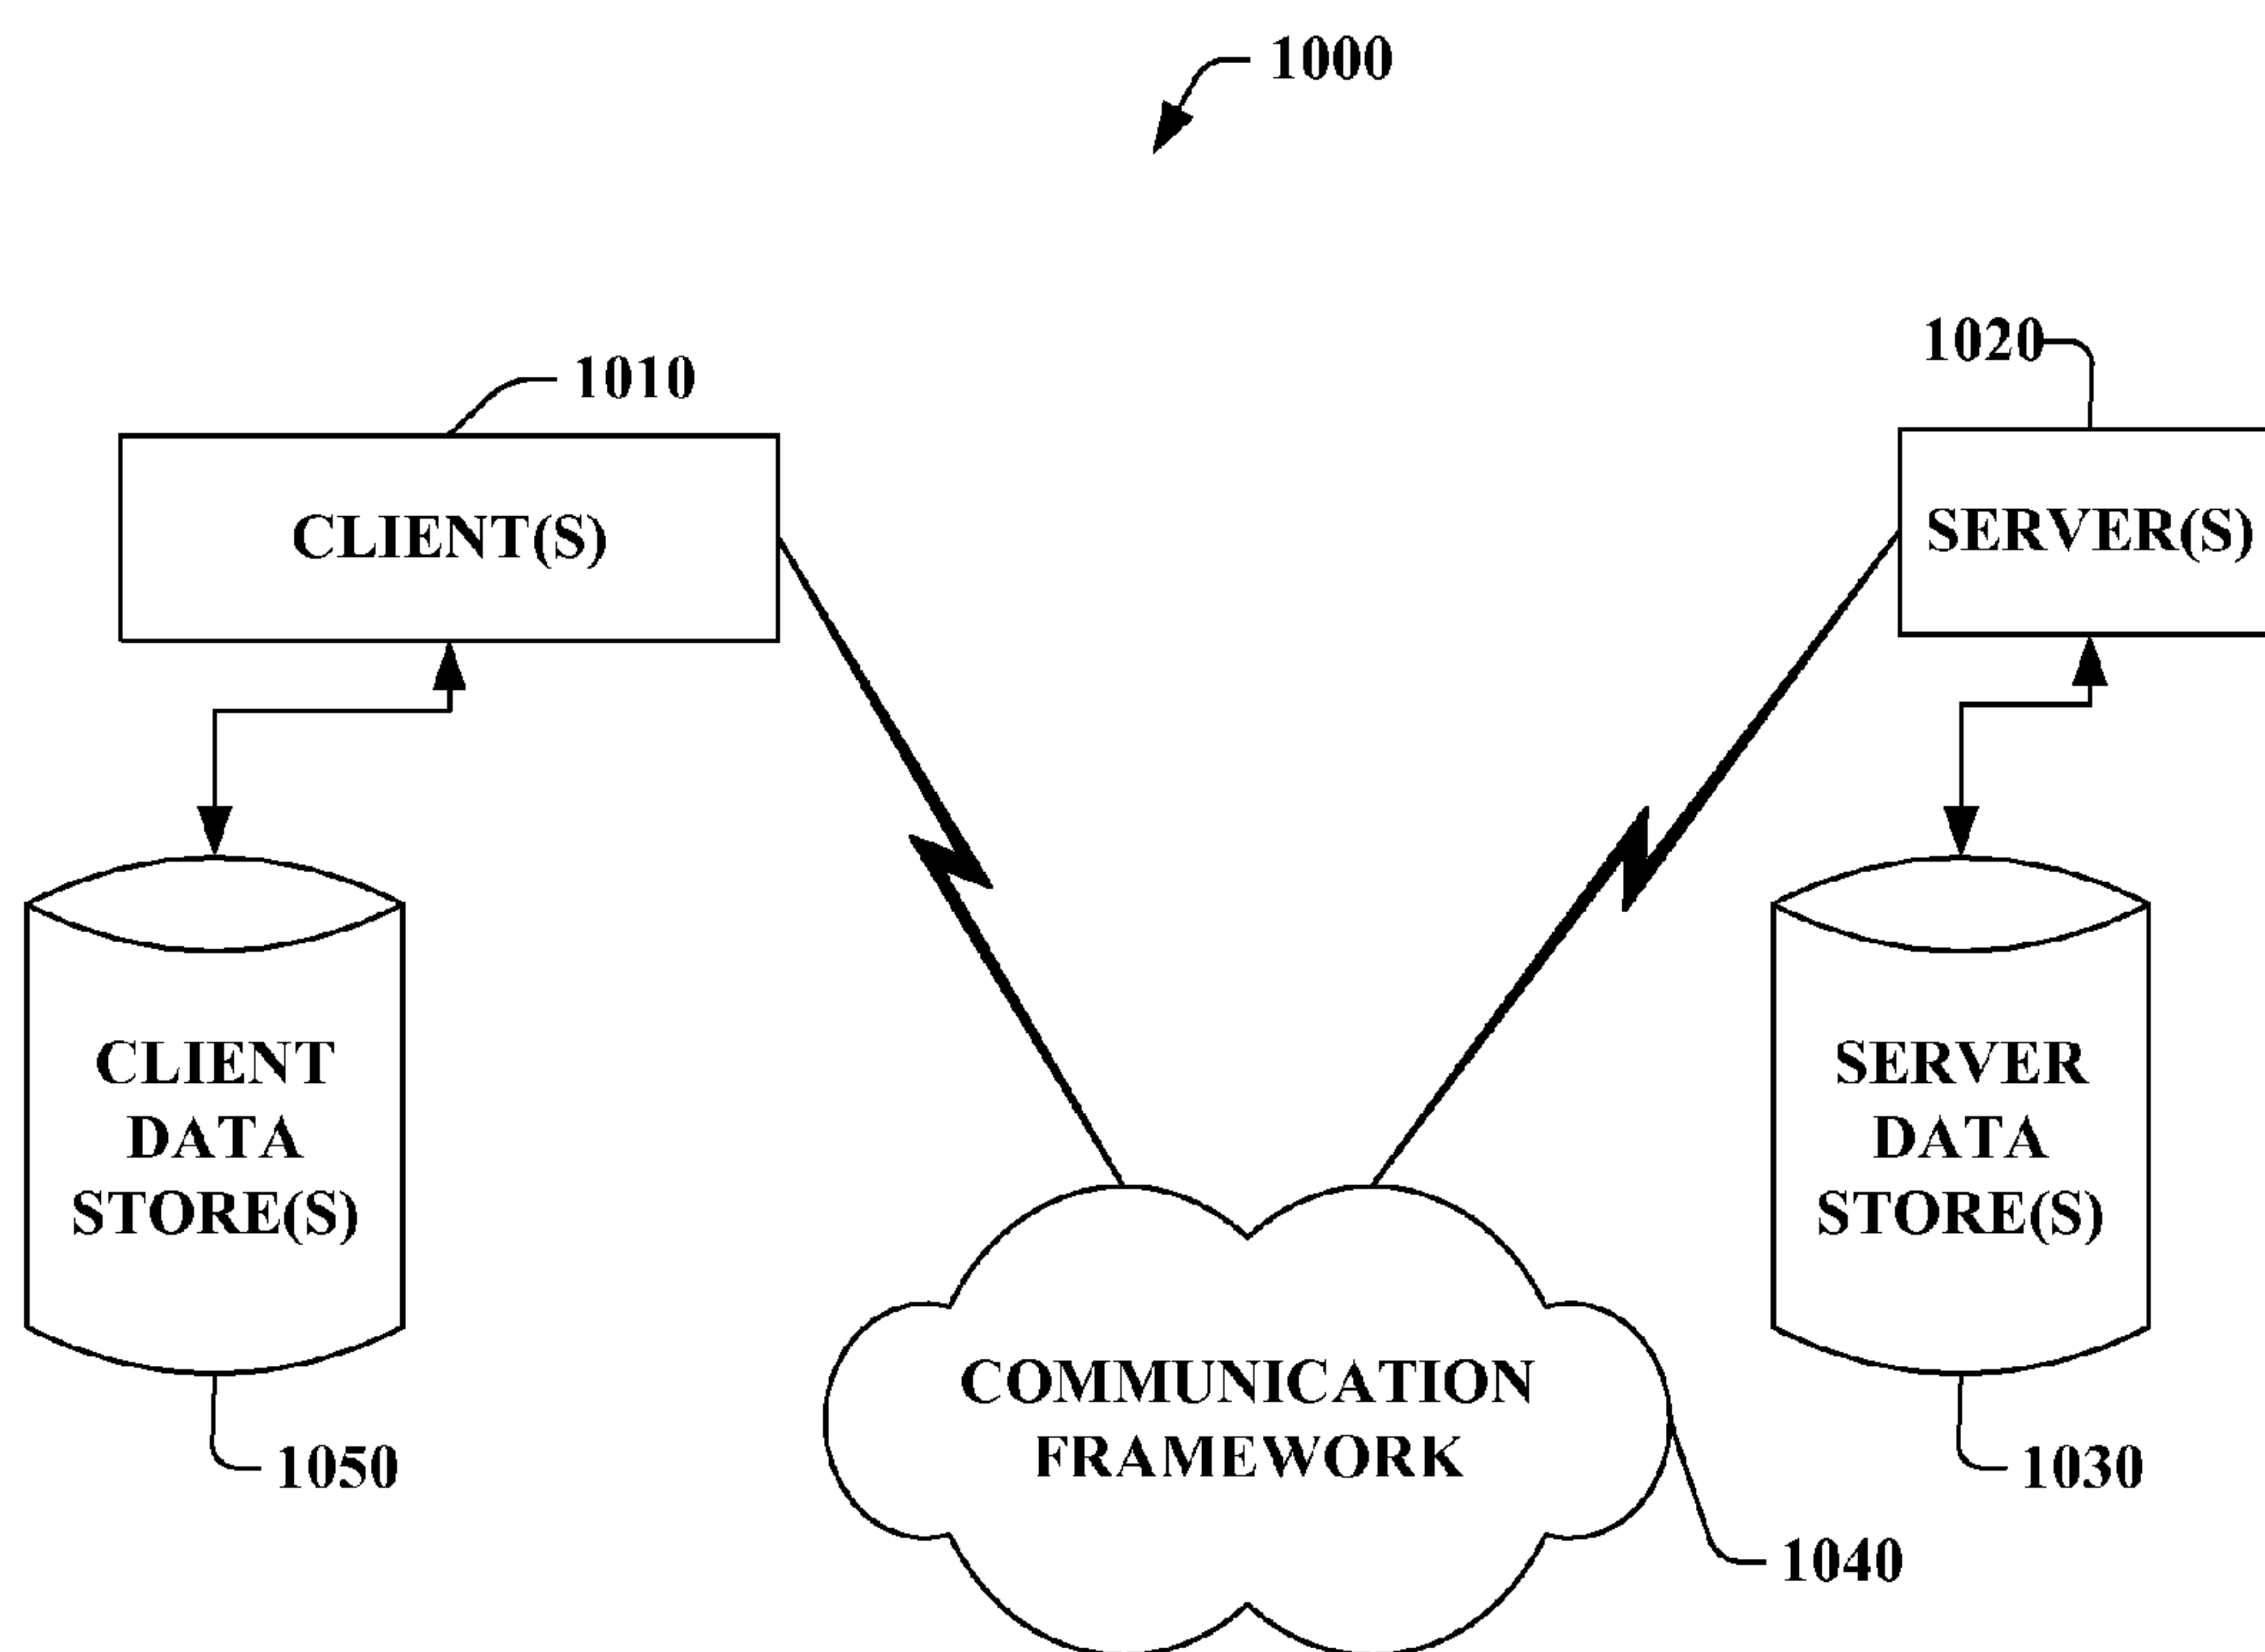 1000
1010
1020
CLIENT(S)
SERVER(S)
CLIENT
DATA
STORE(S)
SERVER
DATA
STORE(S)
COMMUNICATION
FRAMEWORK
1050
1030
1040